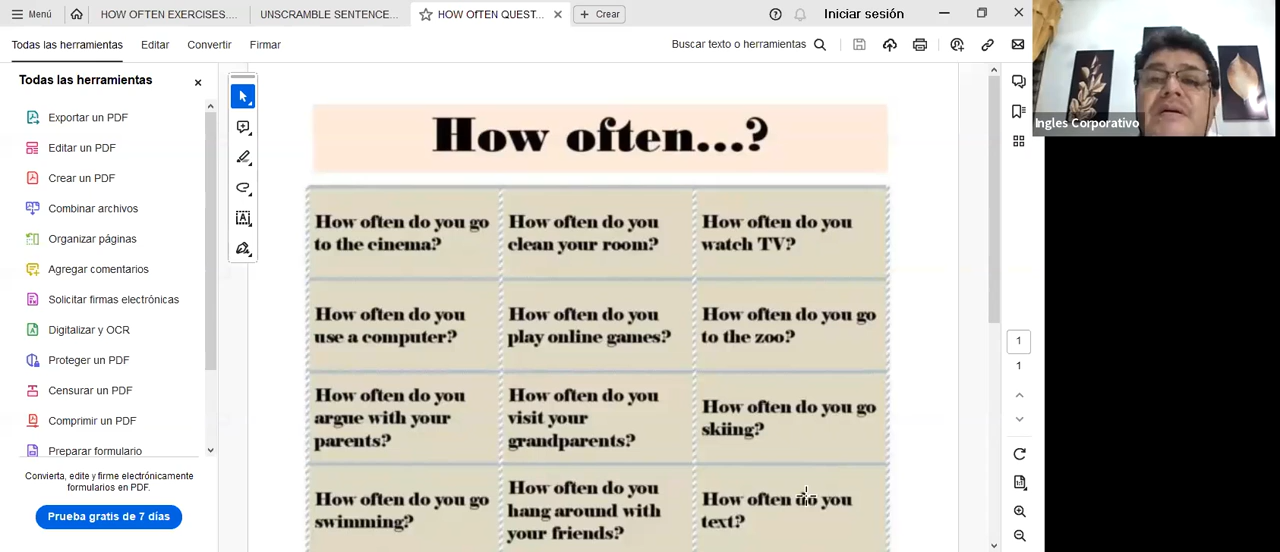 Menú
HOW OFTEN EXERCISES....
UNSCRAMBLE SENTENCE...
HOW OfTEN QUEST...
Crear
Iniciar sesión
Todas las herramientas
Editar
Convertir
Firmar
Buscar texto o herramientas
Todas las herramientas
Exportar un PDF
Editar un PDF
Crear un PDF
Combinar archivos
Organizar páginas
Agregar comentarios
Solicitar firmas electrónicas
Digitalizar y OCR
Proteger un PDF
Censurar un PDF
Comprimir un PDF
Preparar formulario
Convierta, edite y firme electrónicamente
formularios en PDF.
Prueba gratis de 7 días
How often...?
How often do you go
to the cinema?
How often do you
clean your room?
How often do you
watch TV?
How often do you
use a computer?
How often do you
play online games?
How often do you go
to the zoo?
How often do you
argue with your
parents?
How often do you
visit your
grandparents?
How often do you go
skiing?
How often do you go
swimming?
How often do you
hang around with
your friends?
How often do you
text?
1
1
Ingles Corporativo